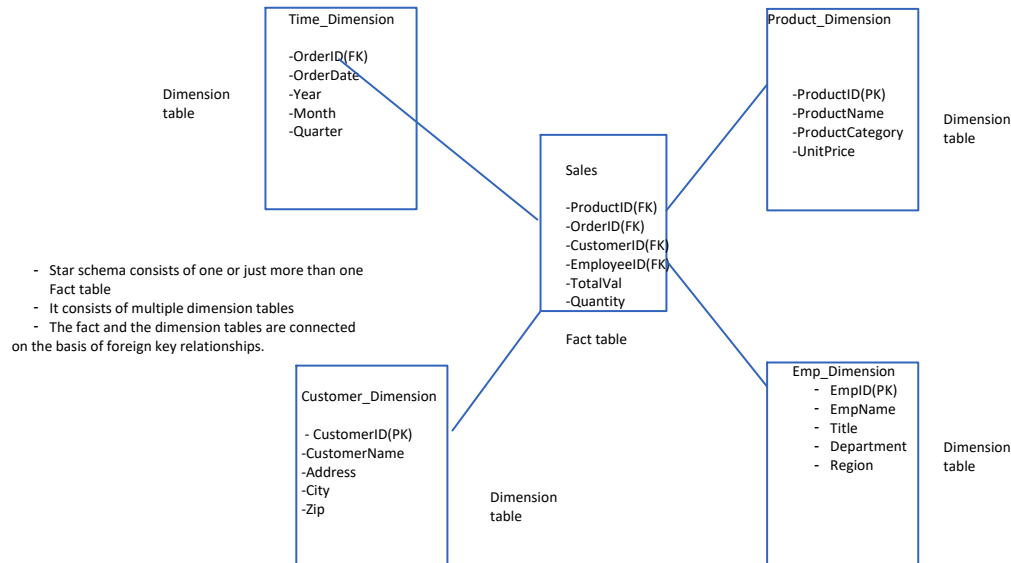 Time_Dimension
-OrderID(FK)
-OrderDate
-Year
-Month
-Quarter
Dimension
table
Product_Dimension
-ProductID(PK)
-ProductName
-ProductCategory
-UnitPrice
Dimension
table
Sales
-ProductID(FK)
-OrderID(FK)
-CustomerID(FK)
-EmployeeID(FK)
-TotalVal
-Quantity
Fact table
- Star schema consists of one or just more than one
Fact table
- It consists of multiple dimension tables
- The fact and the dimension tables are connected
on the basis of foreign key relationships.
Customer_Dimension
- CustomerID(PK)
-CustomerName
-Address
-City
-Zip
Dimension
table
Emp_Dimension
- EmpID(PK)
- EmpName
- Title
- Department
- Region
Dimension
table